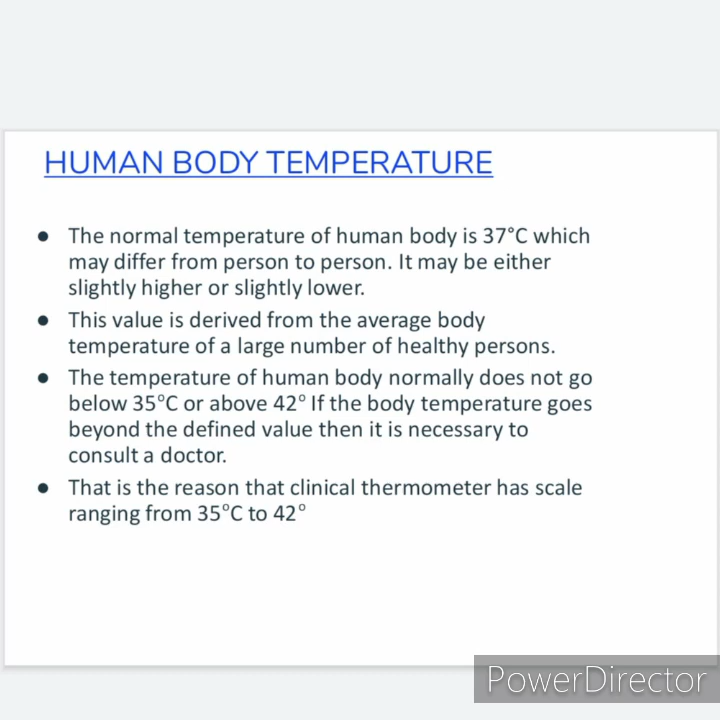 HUMAN BODY TEMPERATURE
● The normal temperature of human body is 37°C which
may differ from person to person. It may be either
slightly higher or slightly lower.
● This value is derived from the average body
temperature of a large number of healthy persons.
● The temperature of human body normally does not go
below 35°C or above 42° If the body temperature goes
beyond the defined value then it is necessary to
consult a doctor.
● That is the reason that clinical thermometer has scale
ranging from 35°C to 42°
PowerDirector